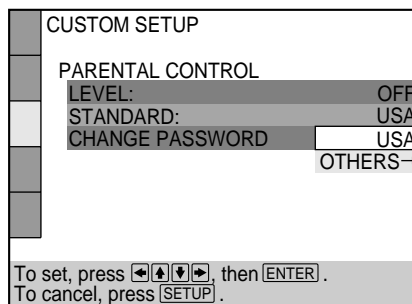 CUSTOM SETUP
PARENTAL CONTROL
LEVEL: OFF
STANDARD: USA
CHANGE PASSWORD USA
OTHERS
To set, press ←↑↓→, then ENTER.
To cancel, press SETUP.